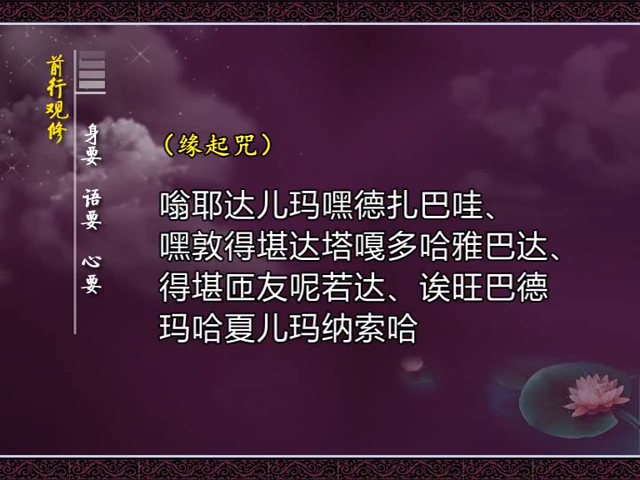 前行观修
身要 语要 心要
（缘起咒）
嗡耶达儿玛嘿德扎巴哇、
嘿敦得堪达塔嘎多哈雅巴达、
得堪匝友呢若达、诶旺巴德
玛哈夏儿玛纳索哈